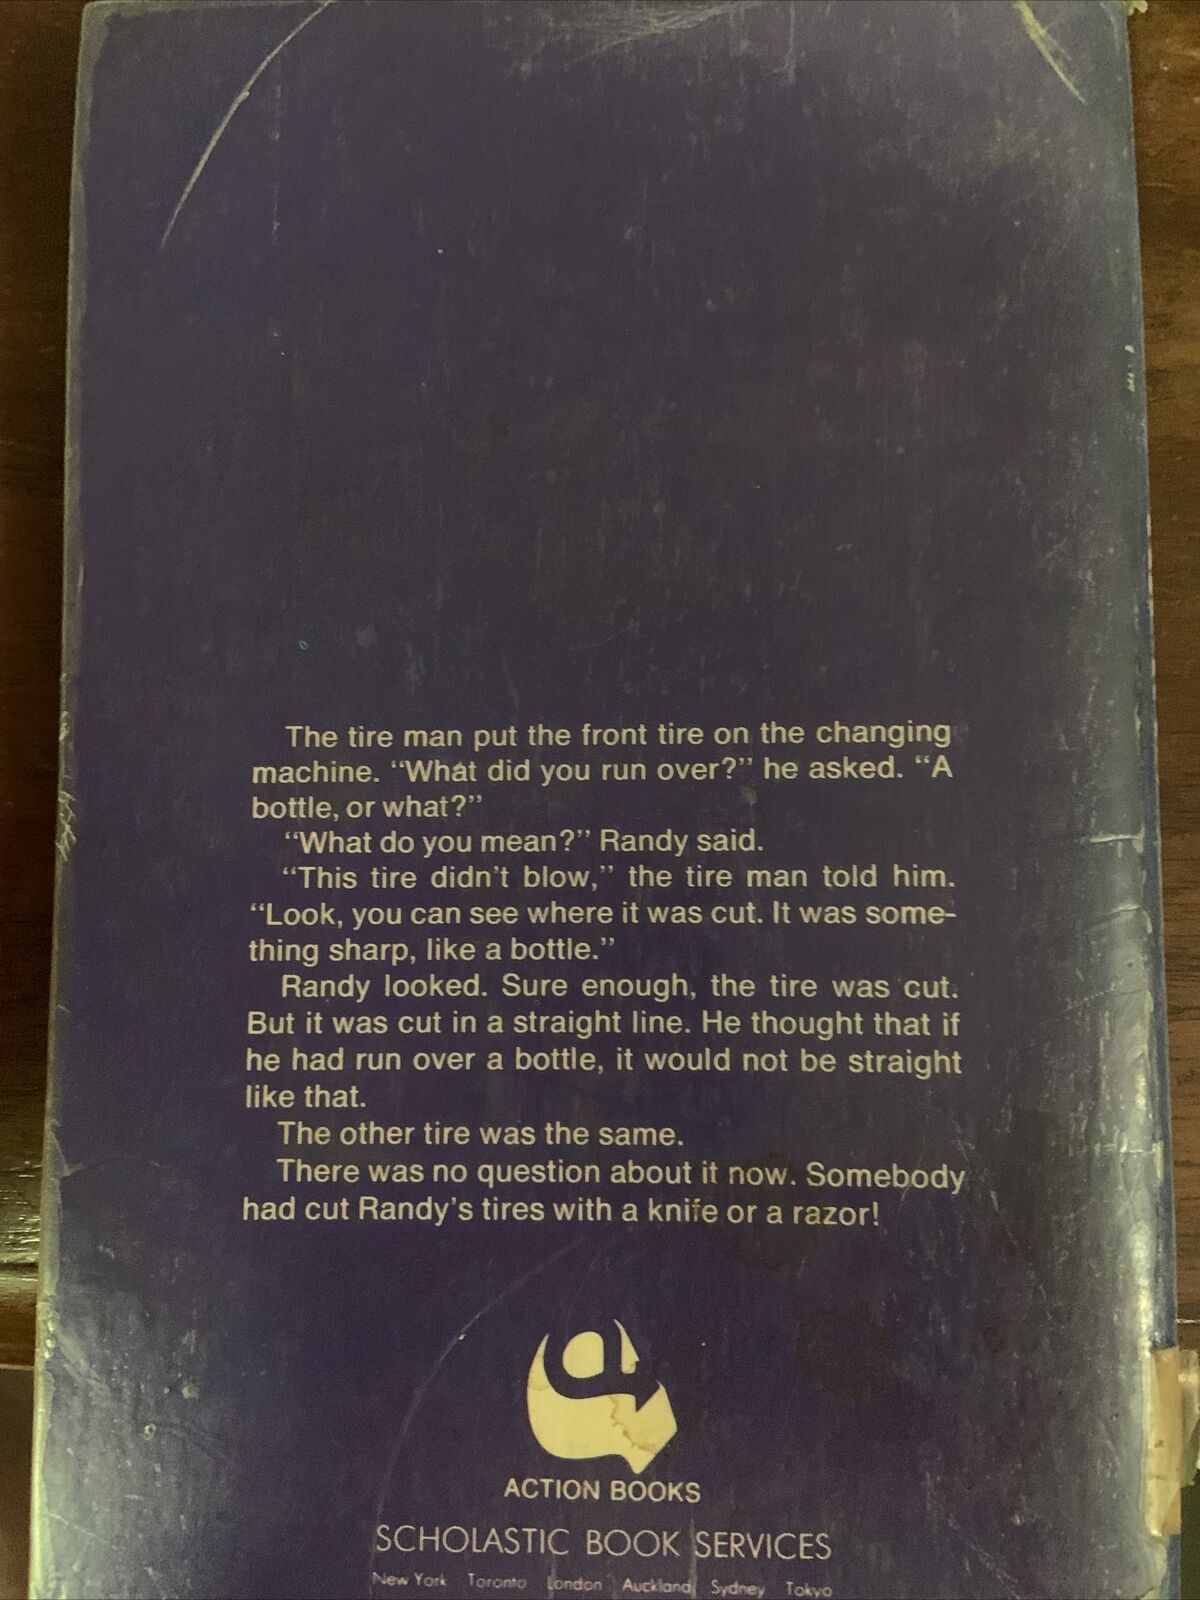 The tire man put the front tire on the changing
machine. “What did you run over?” he asked. “A
bottle, or what?”
“What do you mean?” Randy said.
“This tire didn’t blow,” the tire man told him.
“Look, you can see where it was cut. It was some-
thing sharp, like a bottle.”
Randy looked. Sure enough, the tire was cut.
But it was cut in a straight line. He thought that if
he had run over a bottle, it would not be straight
like that.
The other tire was the same.
There was no question about it now. Somebody
had cut Randy’s tires with a knife or a razor!
a
ACTION BOOKS
SCHOLASTIC BOOK SERVICES
New York Toronto London Auckland Sydney Tokyo